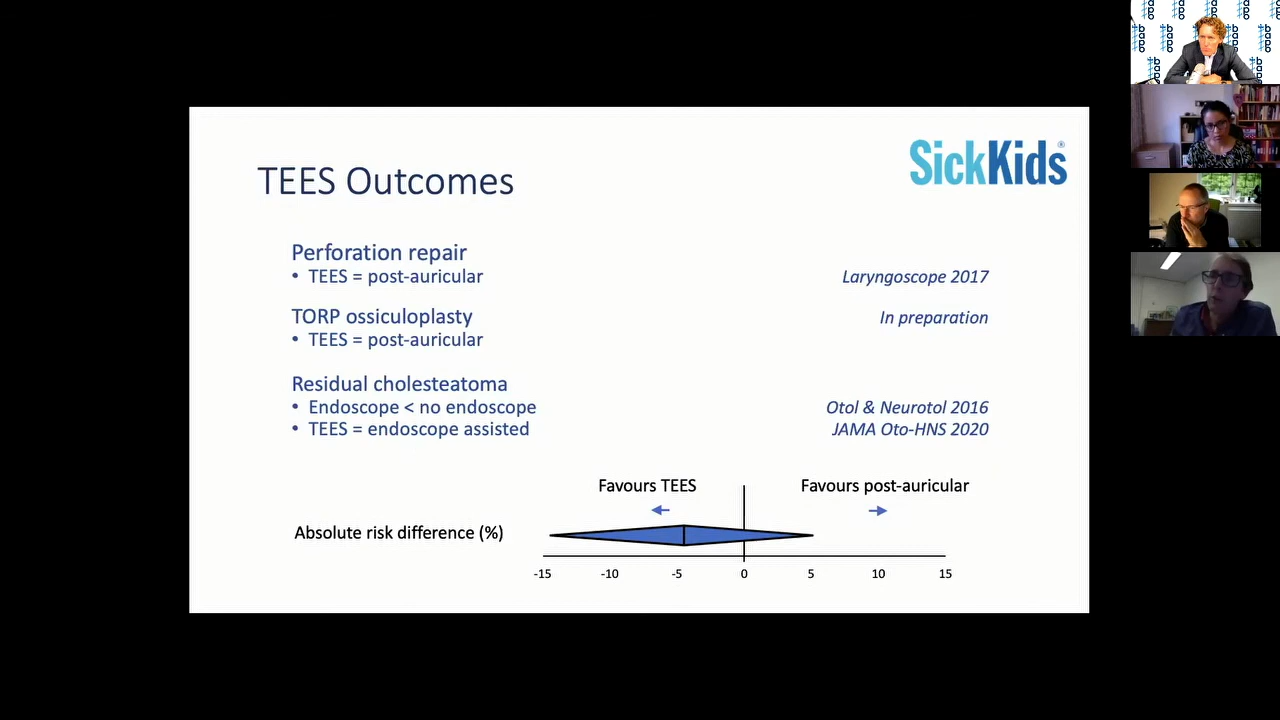 SickKids®
TEES Outcomes
Perforation repair
• TEES = post-auricular
Laryngoscope 2017
TORP ossiculoplasty
In preparation
• TEES = post-auricular
Residual cholesteatoma
• Endoscope < no endoscope
Otol & Neurotol 2016
• TEES = endoscope assisted
JAMA Oto-HNS 2020
Favours TEES
Favours post-auricular
Absolute risk difference (%)
-15 -10 -5 0 5 10 15